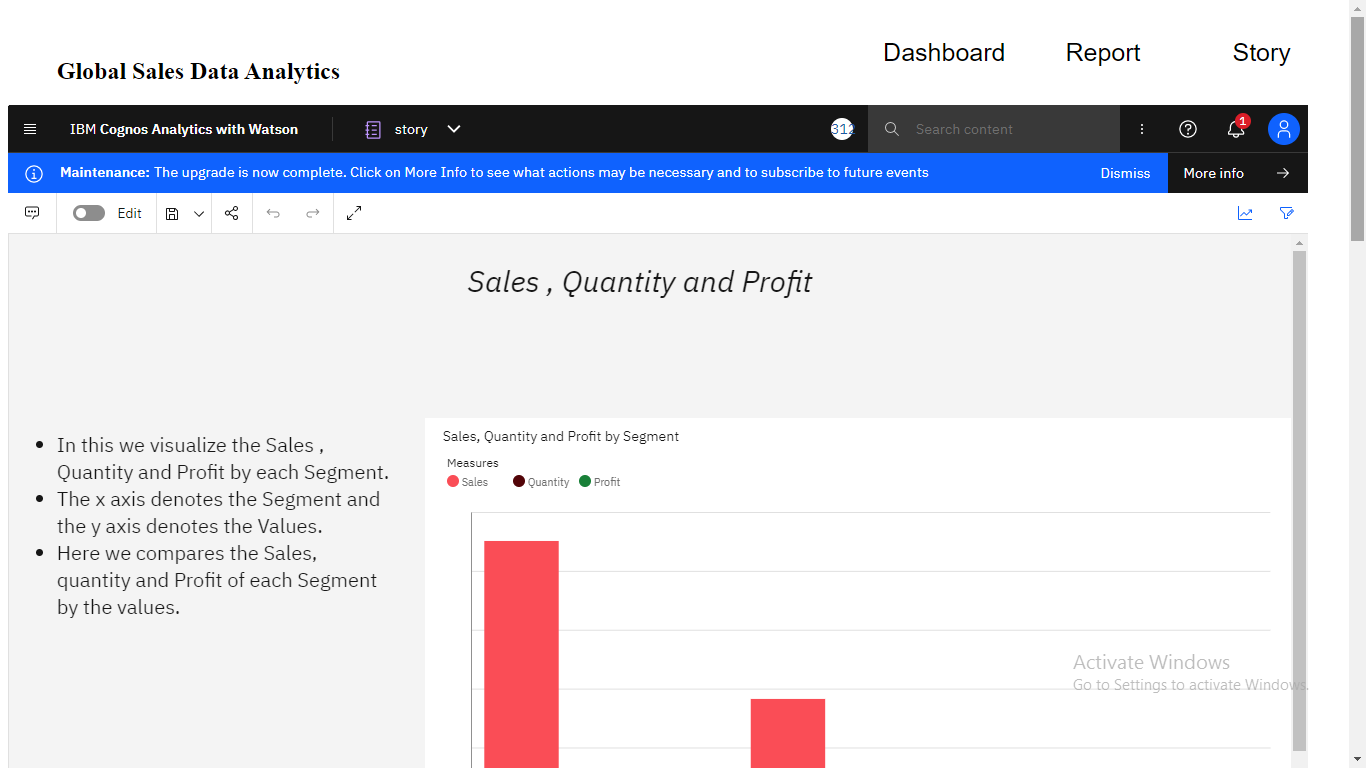 Dashboard Report Story
Global Sales Data Analytics
IBM Cognos Analytics with Watson story 312 Search content 1
Maintenance: The upgrade is now complete. Click on More Info to see what actions may be necessary and to subscribe to future events Dismiss More info
Edit
Sales , Quantity and Profit
• In this we visualize the Sales ,
Quantity and Profit by each Segment.
• The x axis denotes the Segment and
the y axis denotes the Values.
• Here we compares the Sales,
quantity and Profit of each Segment
by the values.
Sales, Quantity and Profit by Segment
Measures
Sales Quantity Profit
Activate Windows
Go to Settings to activate Windows.